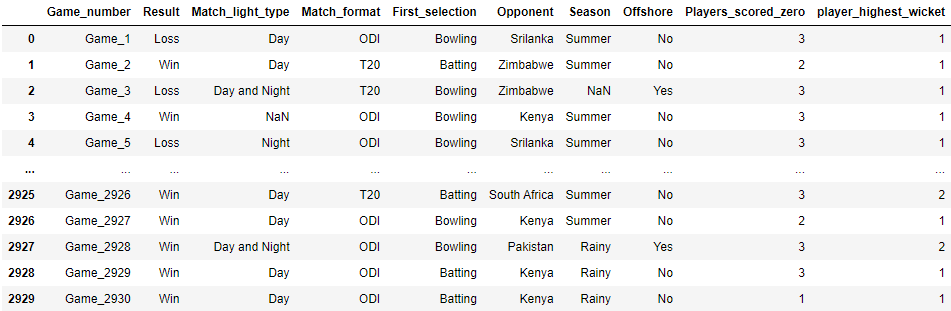 Game_number Result Match_light_type Match_format First_selection Opponent Season Offshore Players_scored_zero player_highest_wicket
0 Game_1 Loss Day ODI Bowling Srilanka Summer No 3 1
1 Game_2 Win Day T20 Batting Zimbabwe Summer No 2 1
2 Game_3 Loss Day and Night T20 Bowling Zimbabwe NaN Yes 3 1
3 Game_4 Win NaN ODI Bowling Kenya Summer No 3 1
4 Game_5 Loss Night ODI Bowling Srilanka Summer No 3 1
... ... ... ... ... ... ... ... ... ... ...
2925 Game_2926 Win Day T20 Batting South Africa Summer No 3 2
2926 Game_2927 Win Day ODI Bowling Kenya Summer No 2 1
2927 Game_2928 Win Day and Night ODI Bowling Pakistan Rainy Yes 3 2
2928 Game_2929 Win Day ODI Batting Kenya Rainy No 3 1
2929 Game_2930 Win Day ODI Batting Kenya Rainy No 1 1